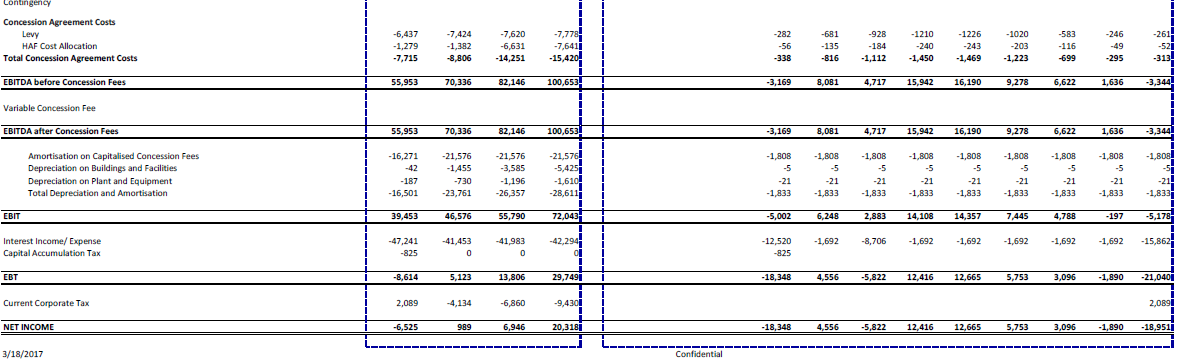 Contingency
Concession Agreement Costs
Levy -6,437 -7,424 -7,620 -7,778 -282 -681 -928 -1210 -1226 -1020 -583 -246 -261
HAF Cost Allocation -1,279 -1,382 -6,631 -7,641 -56 -135 -184 -240 -243 -203 -116 -49 -52
Total Concession Agreement Costs -7,715 -8,806 -14,251 -15,420 -338 -816 -1,112 -1,450 -1,469 -1,223 -699 -295 -313
EBITDA before Concession Fees 55,953 70,336 82,146 100,653 -3,169 8,081 4,717 15,942 16,190 9,278 6,622 1,636 -3,344
Variable Concession Fee
EBITDA after Concession Fees 55,953 70,336 82,146 100,653 -3,169 8,081 4,717 15,942 16,190 9,278 6,622 1,636 -3,344
Amortisation on Capitalised Concession Fees -16,271 -21,576 -21,576 -21,576 -1,808 -1,808 -1,808 -1,808 -1,808 -1,808 -1,808 -1,808 -1,808
Depreciation on Buildings and Facilities -42 -1,455 -3,585 -5,425 -5 -5 -5 -5 -5 -5 -5 -5 -5
Depreciation on Plant and Equipment -187 -730 -1,196 -1,610 -21 -21 -21 -21 -21 -21 -21 -21 -21
Total Depreciation and Amortisation -16,501 -23,761 -26,357 -28,611 -1,833 -1,833 -1,833 -1,833 -1,833 -1,833 -1,833 -1,833 -1,833
EBIT 39,453 46,576 55,790 72,043 -5,002 6,248 2,883 14,108 14,357 7,445 4,788 -197 -5,178
Interest Income/ Expense -47,241 -41,453 -41,983 -42,294 -12,520 -1,692 -8,706 -1,692 -1,692 -1,692 -1,692 -1,692 -15,862
Capital Accumulation Tax -825 0 0 0 -825
EBT -8,614 5,123 13,806 29,749 -18,348 4,556 -5,822 12,416 12,665 5,753 3,096 -1,890 -21,040
Current Corporate Tax 2,089 -4,134 -6,860 -9,430 2,089
NET INCOME -6,525 989 6,946 20,318 -18,348 4,556 -5,822 12,416 12,665 5,753 3,096 -1,890 -18,951
3/18/2017 Confidential